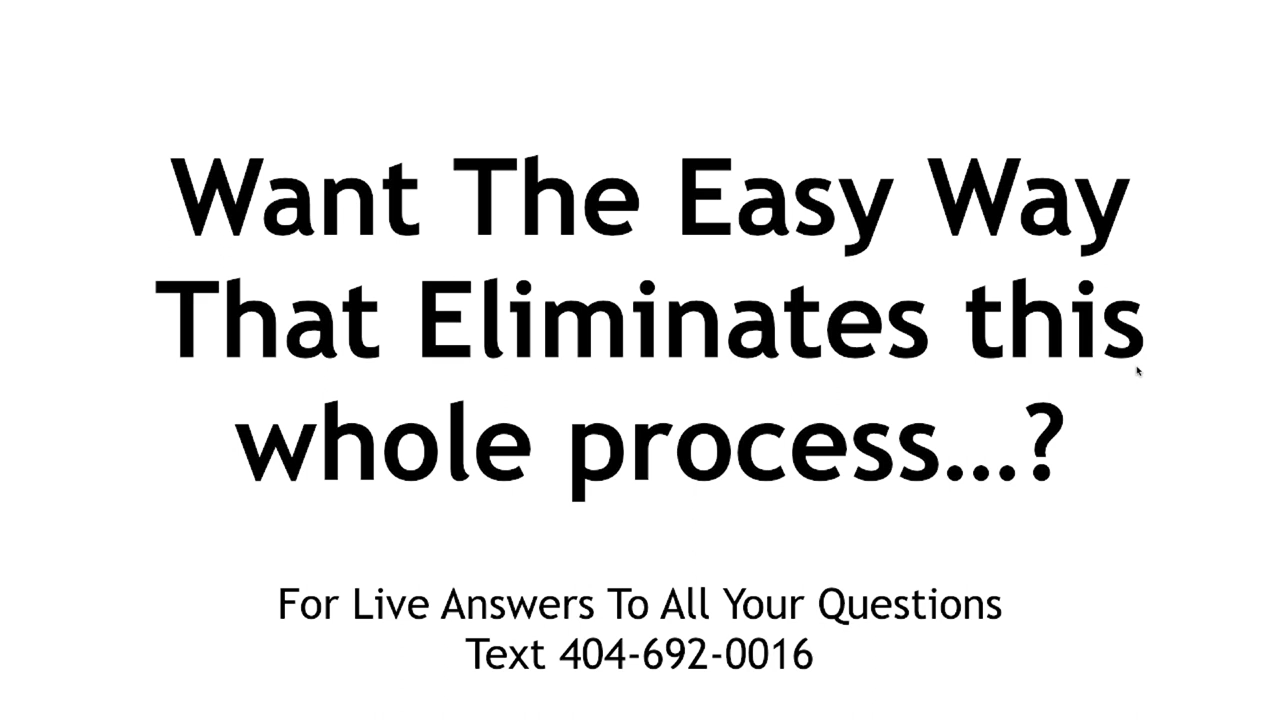 Want The Easy Way
That Eliminates this
whole process...?
For Live Answers To All Your Questions
Text 404-692-0016